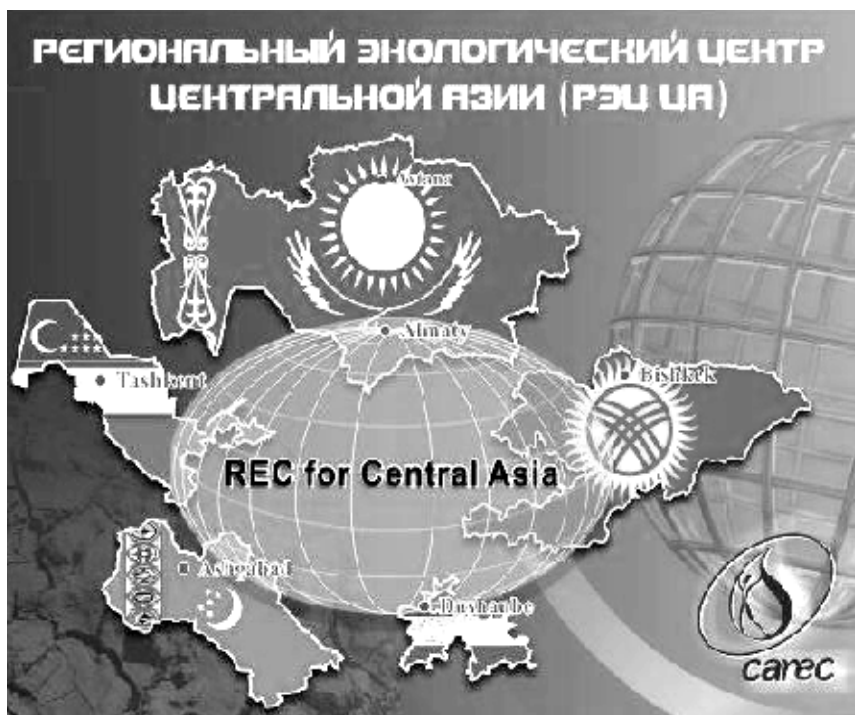 РЕГИОНАЛЬНЫЙ ЭКОЛОГИЧЕСКИЙ ЦЕНТР
ЦЕНТРАЛЬНОЙ АЗИИ (РЭЦ ЦА)
Astana
Almaty
Bishkek
Tashkent
REC for Central Asia
Ashgabad
Dushanbe
carec